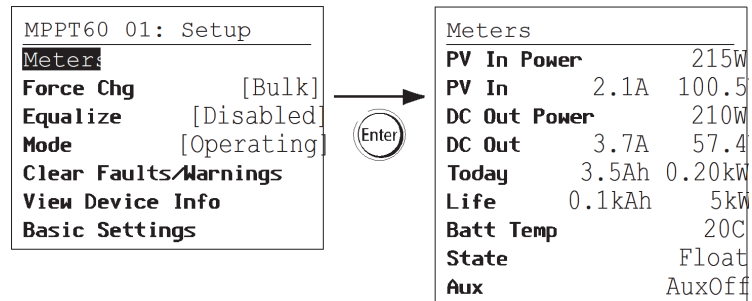 MPPT60 01: Setup
Meters
Force Chg [Bulk]
Equalize [Disabled]
Mode [Operating]
Clear Faults/Warnings
View Device Info
Basic Settings
Enter
Meters
PV In Power 215W
PV In 2.1A 100.5
DC Out Power 210W
DC Out 3.7A 57.4
Today 3.5Ah 0.20kW
Life 0.1kAh 5kW
Batt Temp 20C
State Float
Aux AuxOff